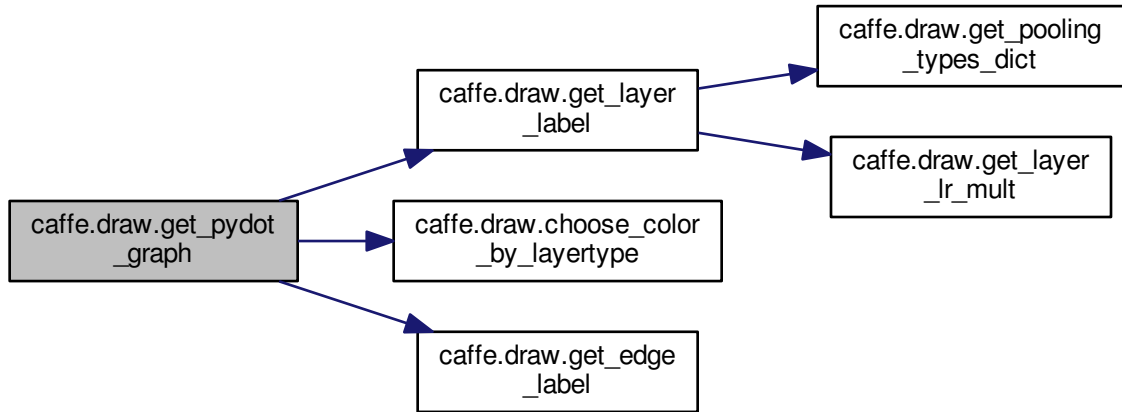 caffe.draw.get_pydot
_graph
caffe.draw.get_layer
_label
caffe.draw.choose_color
_by_layertype
caffe.draw.get_edge
_label
caffe.draw.get_pooling
_types_dict
caffe.draw.get_layer
_lr_mult